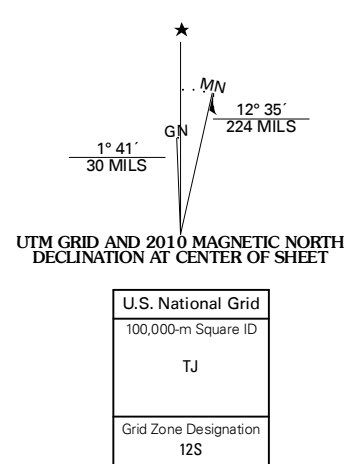 MN
12° 35´
224 MILS
GN
1° 41´
30 MILS
UTM GRID AND 2010 MAGNETIC NORTH
DECLINATION AT CENTER OF SHEET
U.S. National Grid
100,000-m Square ID
TJ
Grid Zone Designation
12S